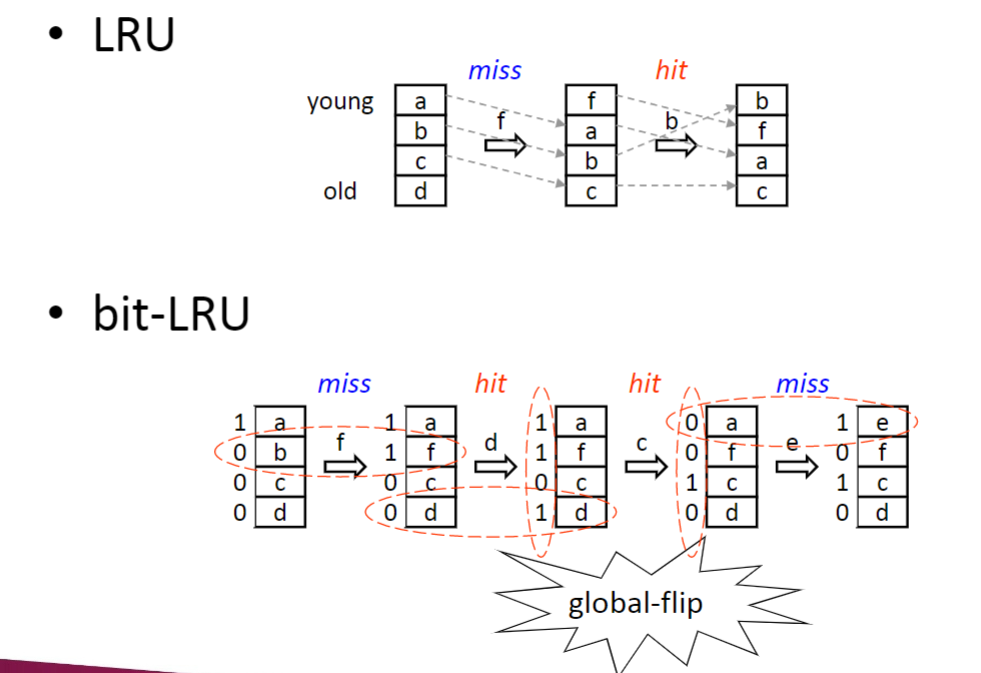 • LRU
miss hit
young a f b
b f a b f
c b a
old d c c
• bit-LRU
miss hit hit miss
1 a 1 a 1 a 0 a 1 e
0 b f 1 f d 1 f c 0 f e 0 f
0 c 0 c 0 c 1 c 1 c
0 d 0 d 1 d 0 d 0 d
global-flip